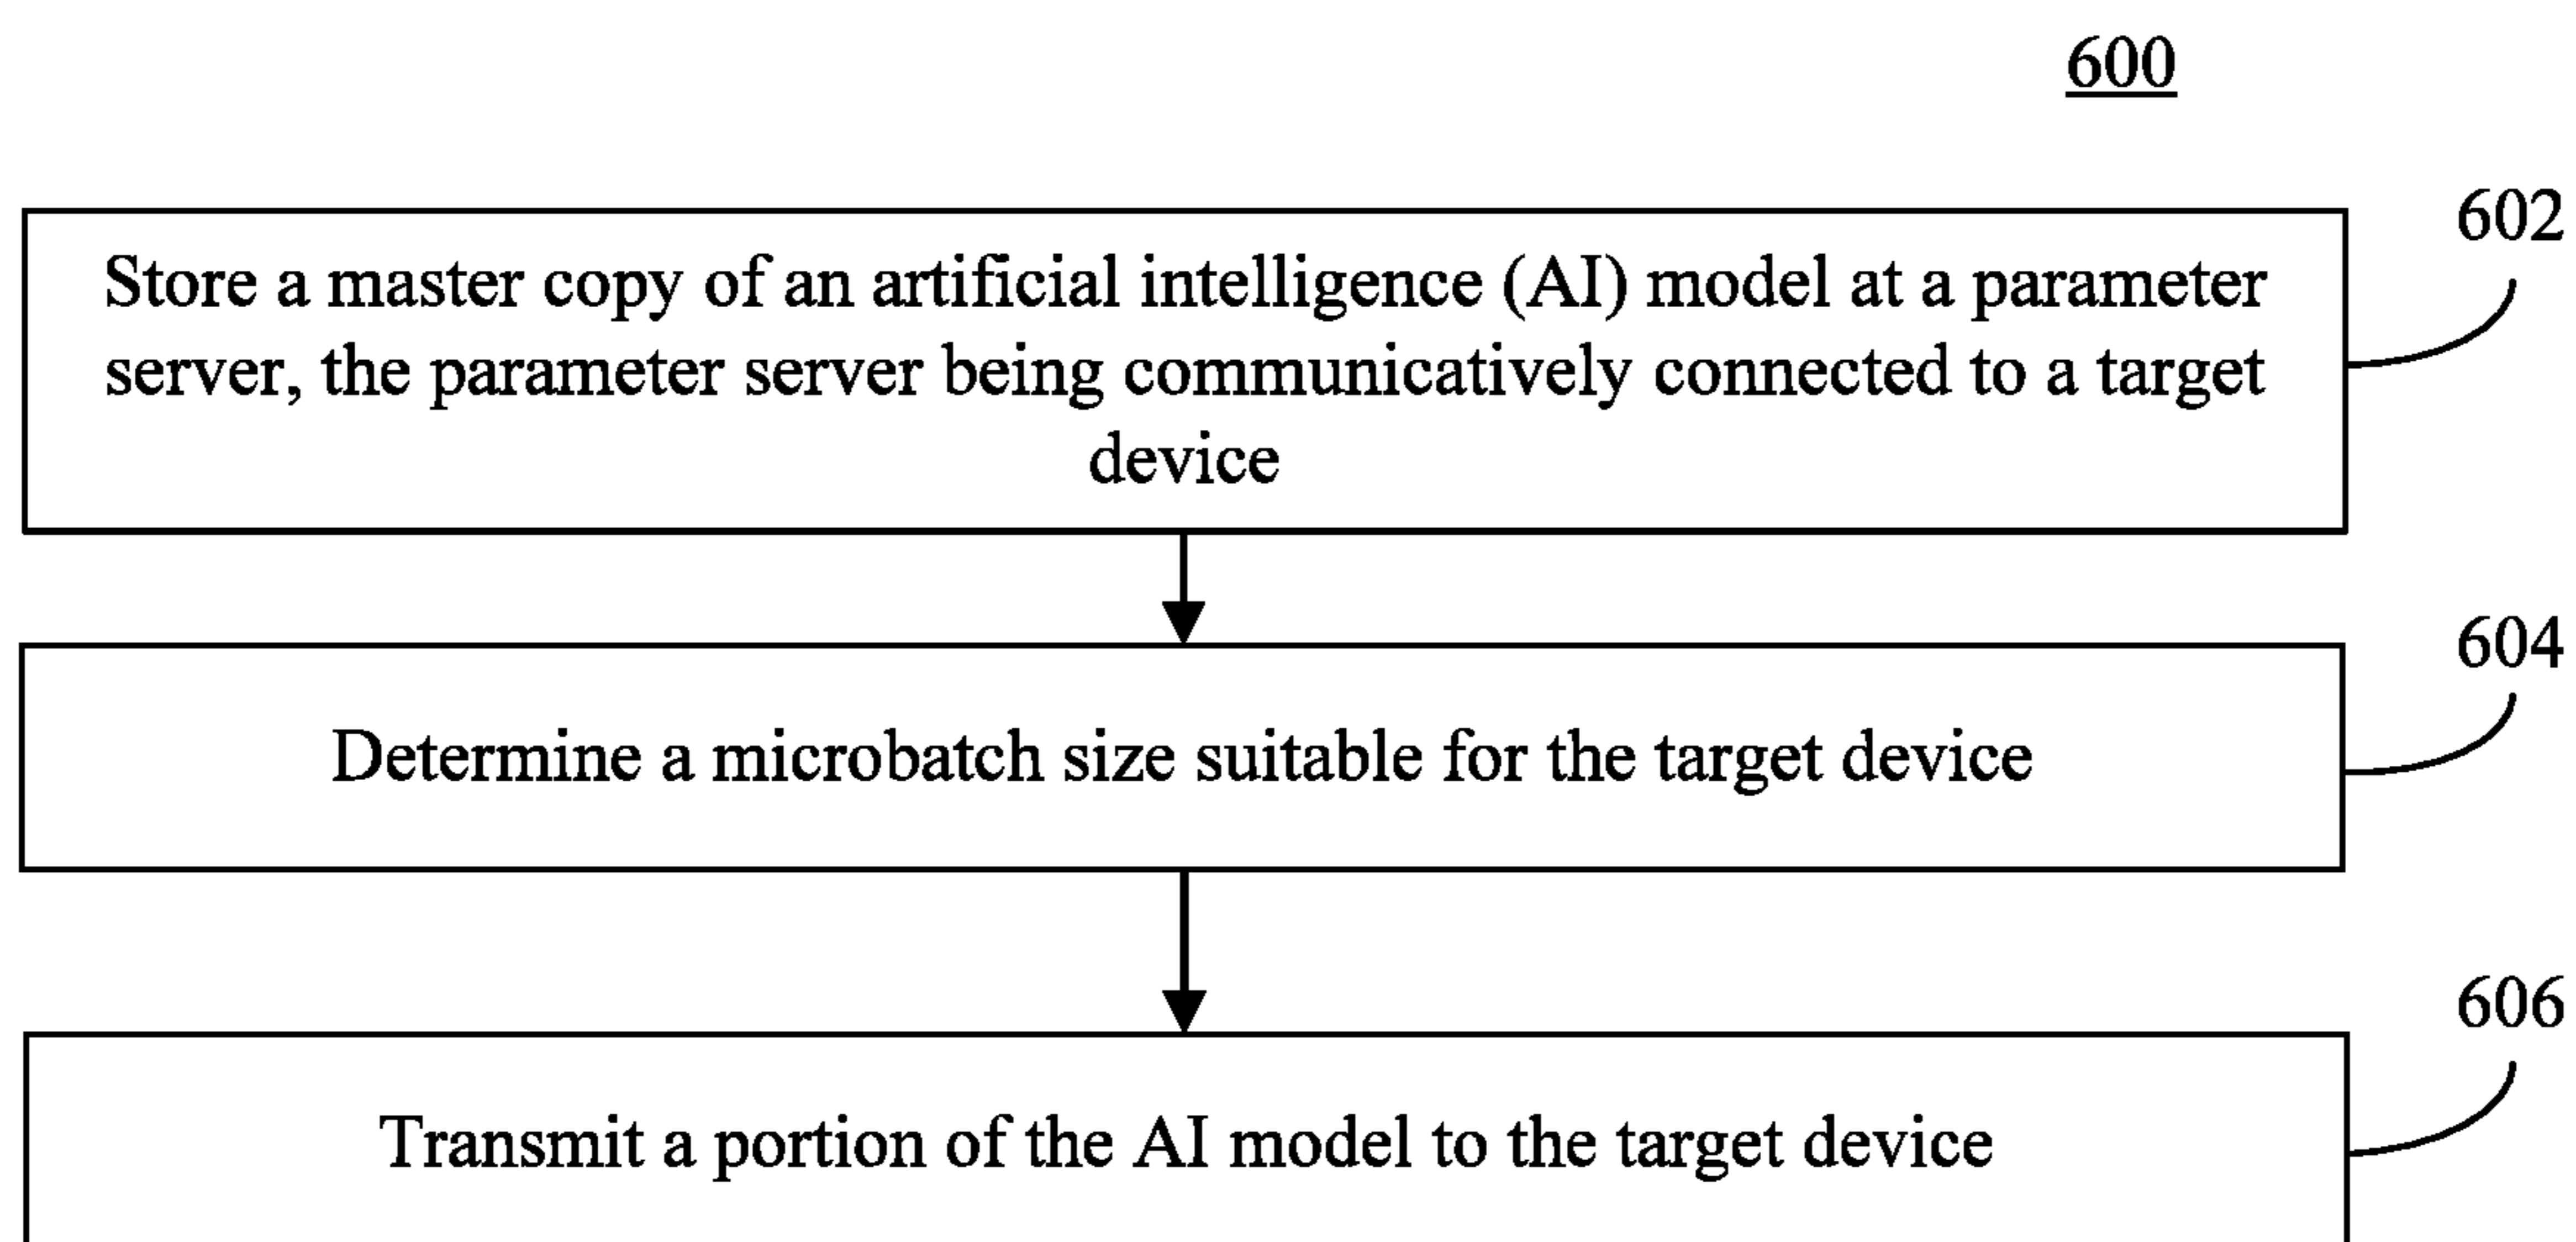 600
602
Store a master copy of an artificial intelligence (AI) model at a parameter
server, the parameter server being communicatively connected to a target
device
604
Determine a microbatch size suitable for the target device
606
Transmit a portion of the AI model to the target device